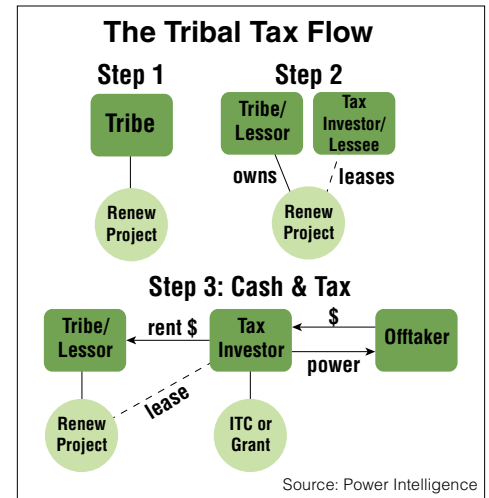 The Tribal Tax Flow
Step 1
Tribe
Renew
Project
Step 2
Tribe/
Lessor
Tax
Investor/
Lessee
owns
leases
Renew
Project
Step 3: Cash & Tax
Tribe/
Lessor
rent $
Tax
Investor
$
power
Offtaker
Renew
Project
lease
ITC or
Grant
Source: Power Intelligence